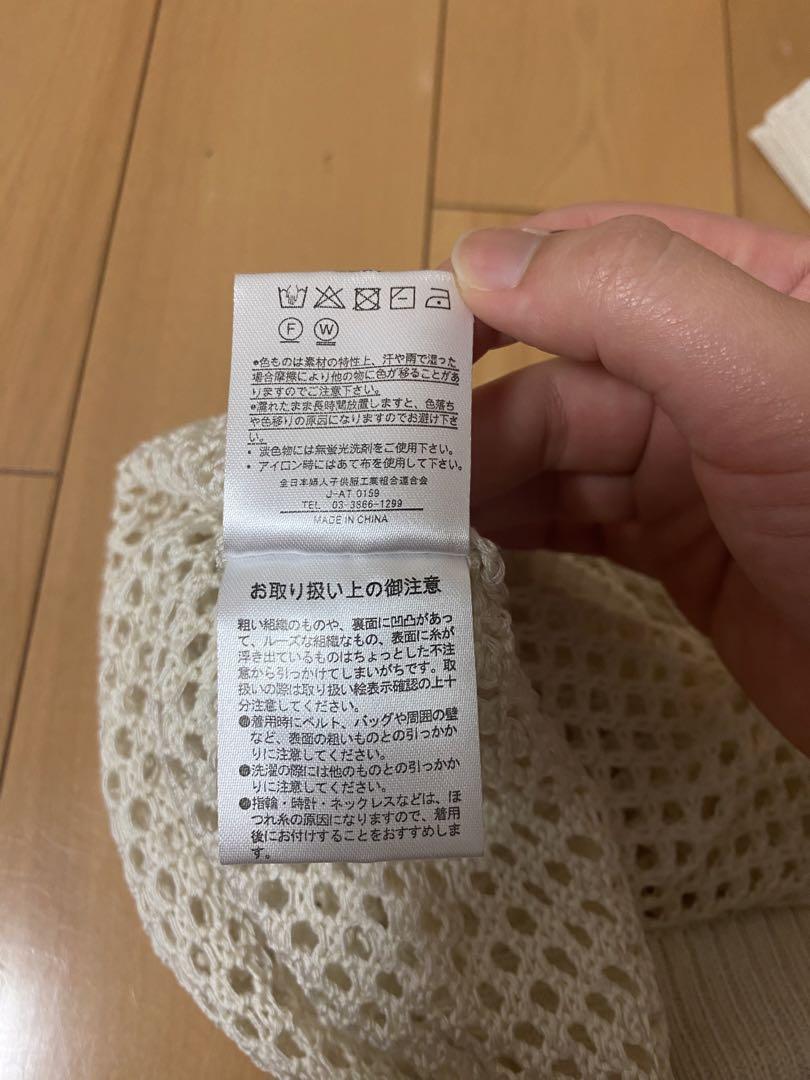 F W
●色ものは素材の特性上、汗や雨で湿った
場合摩擦により他の物に色が移ることがあ
りますのでご注意下さい。
●濡れたまま長時間放置しますと、色落ち
や色移りの原因になりますのでお避け下さ
い。
・淡色物には無蛍光洗剤をご使用下さい。
・アイロン時にはあて布を使用して下さい。
全日本婦人子供服工業組合連合会
J-AT 0159
TEL 03-3866-1299
MADE IN CHINA
お取り扱い上の御注意
粗い組織のものや、裏面に凹凸があっ
て、ルーズな組織なもの、表面に糸が
浮き出ているものはちょっとした不注
意から引っかけてしまいがちです。取
扱いの際は取り扱い絵表示確認の上十
分注意してください。
●着用時にベルト、バッグや周囲の壁
など、表面の粗いものとの引っかか
りに注意してください。
●洗濯の際には他のものとの引っかか
りに注意してください。
●指輪・時計・ネックレスなどは、ほ
つれ糸の原因になりますので、着用
後にお付けすることをおすすめしま
す。